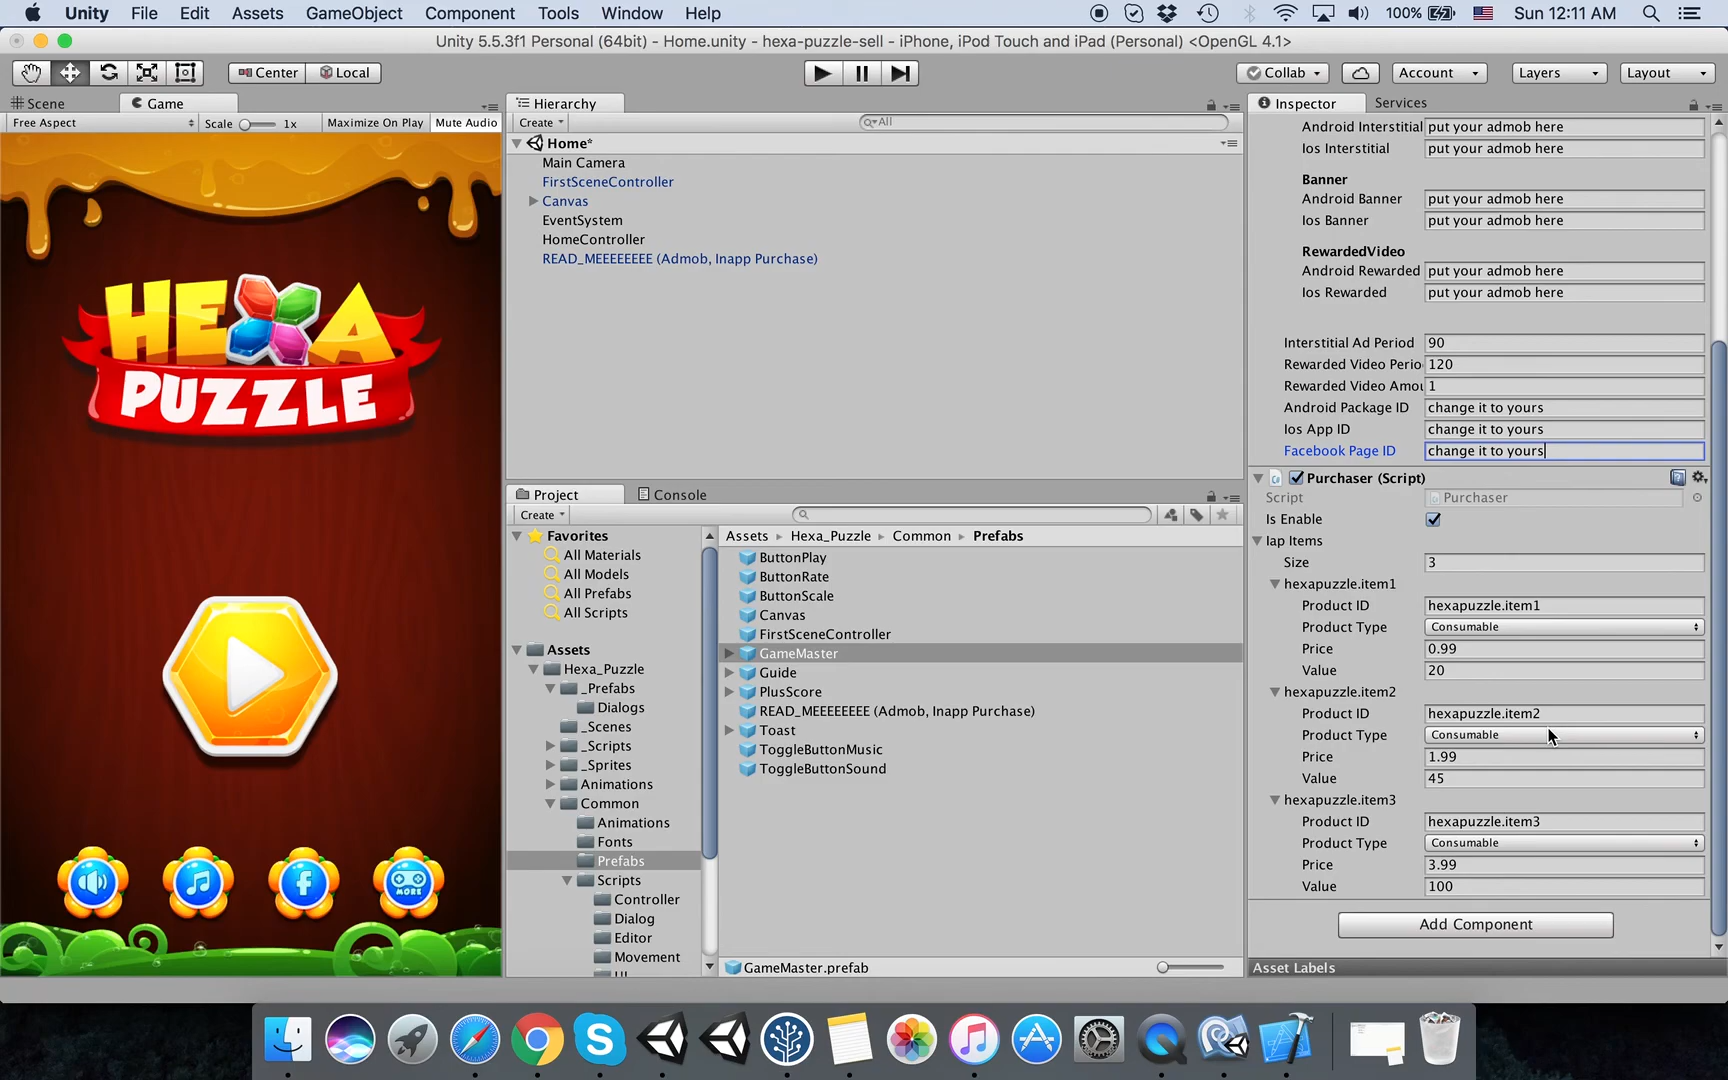 Unity File Edit Assets GameObject Component Tools Window Help 100% Sun 12:11 AM
Unity 5.5.3f1 Personal (64bit) - Home.unity - hexa-puzzle-sell - iPhone, iPod Touch and iPad (Personal) <OpenGL 4.1>
Center Local Collab Account Layers Layout
Scene Game
Free Aspect Scale 1x Maximize On Play Mute Audio
HEXA
PUZZLE
MORE
Hierarchy
Create All
Home*
Main Camera
FirstSceneController
Canvas
EventSystem
HomeController
READ_MEEEEEEEE (Admob, Inapp Purchase)
Project Console
Create
Favorites
All Materials
All Models
All Prefabs
All Scripts
Assets
Hexa_Puzzle
_Prefabs
Dialogs
_Scenes
_Scripts
_Sprites
Animations
Common
Animations
Fonts
Prefabs
Scripts
Controller
Dialog
Editor
Movement
Assets Hexa_Puzzle Common Prefabs
ButtonPlay
ButtonRate
ButtonScale
Canvas
FirstSceneController
GameMaster
Guide
PlusScore
READ_MEEEEEEEE (Admob, Inapp Purchase)
Toast
ToggleButtonMusic
ToggleButtonSound
GameMaster.prefab
Inspector Services
Android Interstitial put your admob here
Ios Interstitial put your admob here
Banner
Android Banner put your admob here
Ios Banner put your admob here
RewardedVideo
Android Rewarded put your admob here
Ios Rewarded put your admob here
Interstitial Ad Period 90
Rewarded Video Perio 120
Rewarded Video Amou 1
Android Package ID change it to yours
Ios App ID change it to yours
Facebook Page ID change it to yours
Purchaser (Script)
Script Purchaser
Is Enable
Iap Items
Size 3
hexapuzzle.item1
Product ID hexapuzzle.item1
Product Type Consumable
Price 0.99
Value 20
hexapuzzle.item2
Product ID hexapuzzle.item2
Product Type Consumable
Price 1.99
Value 45
hexapuzzle.item3
Product ID hexapuzzle.item3
Product Type Consumable
Price 3.99
Value 100
Add Component
Asset Labels